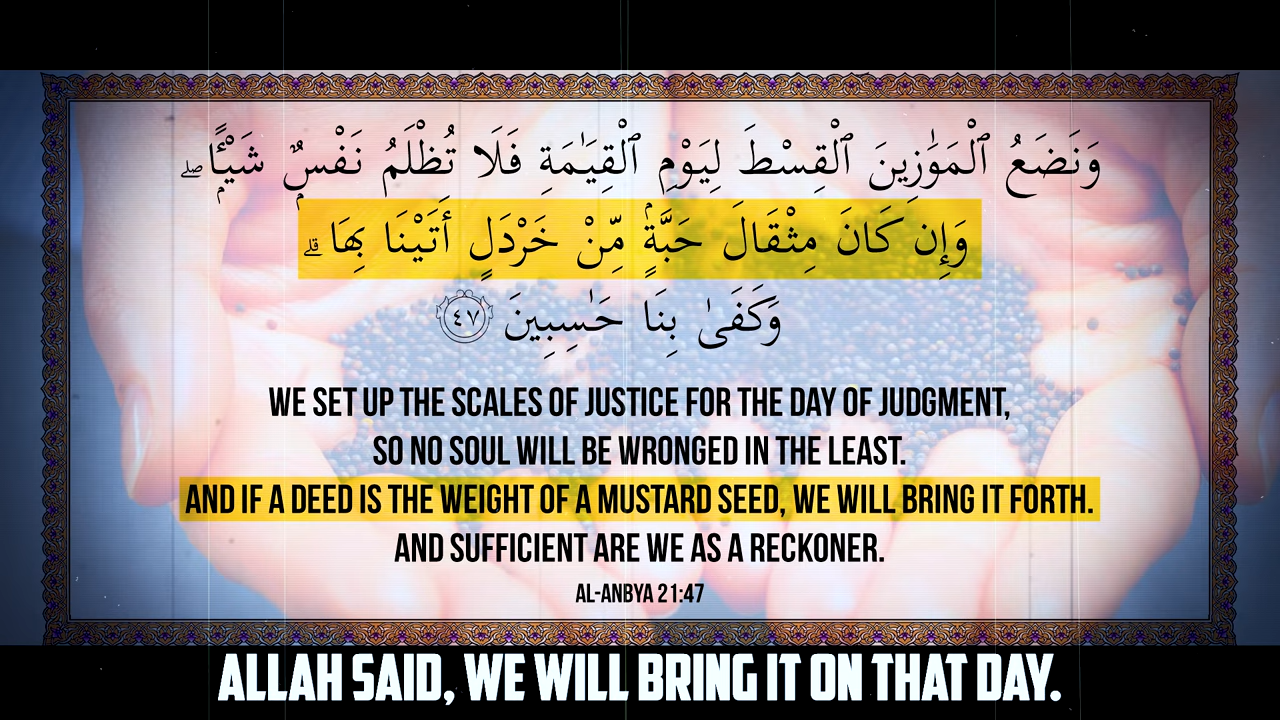 وَنَضَعُ ٱلْمَوَٰزِينَ ٱلْقِسْطَ لِيَوْمِ ٱلْقِيَـٰمَةِ فَلَا تُظْلَمُ نَفْسٌۭ شَيْـًۭٔا ۖ
وَإِن كَانَ مِثْقَالَ حَبَّةٍۢ مِّنْ خَرْدَلٍ أَتَيْنَا بِهَا ۗ
وَكَفَىٰ بِنَا حَـٰسِبِينَ ٤٧
WE SET UP THE SCALES OF JUSTICE FOR THE DAY OF JUDGMENT,
SO NO SOUL WILL BE WRONGED IN THE LEAST.
AND IF A DEED IS THE WEIGHT OF A MUSTARD SEED, WE WILL BRING IT FORTH.
AND SUFFICIENT ARE WE AS A RECKONER.
AL-ANBYA 21:47
ALLAH SAID, WE WILL BRING IT ON THAT DAY.